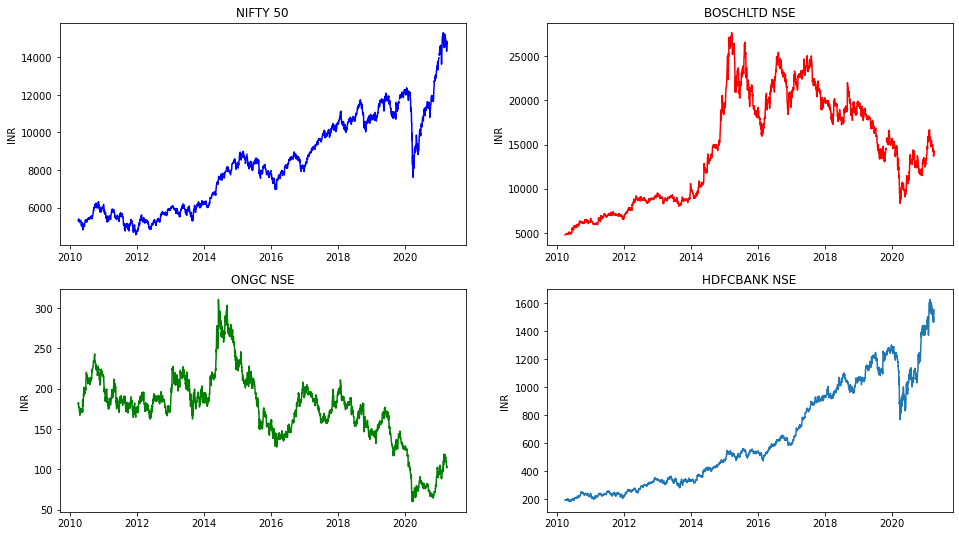 NIFTY 50
INR
14000
12000
10000
8000
6000
2010 2012 2014 2016 2018 2020
BOSCHLTD NSE
INR
25000
20000
15000
10000
5000
2010 2012 2014 2016 2018 2020
ONGC NSE
INR
300
250
200
150
100
50
2010 2012 2014 2016 2018 2020
HDFCBANK NSE
INR
1600
1400
1200
1000
800
600
400
200
2010 2012 2014 2016 2018 2020